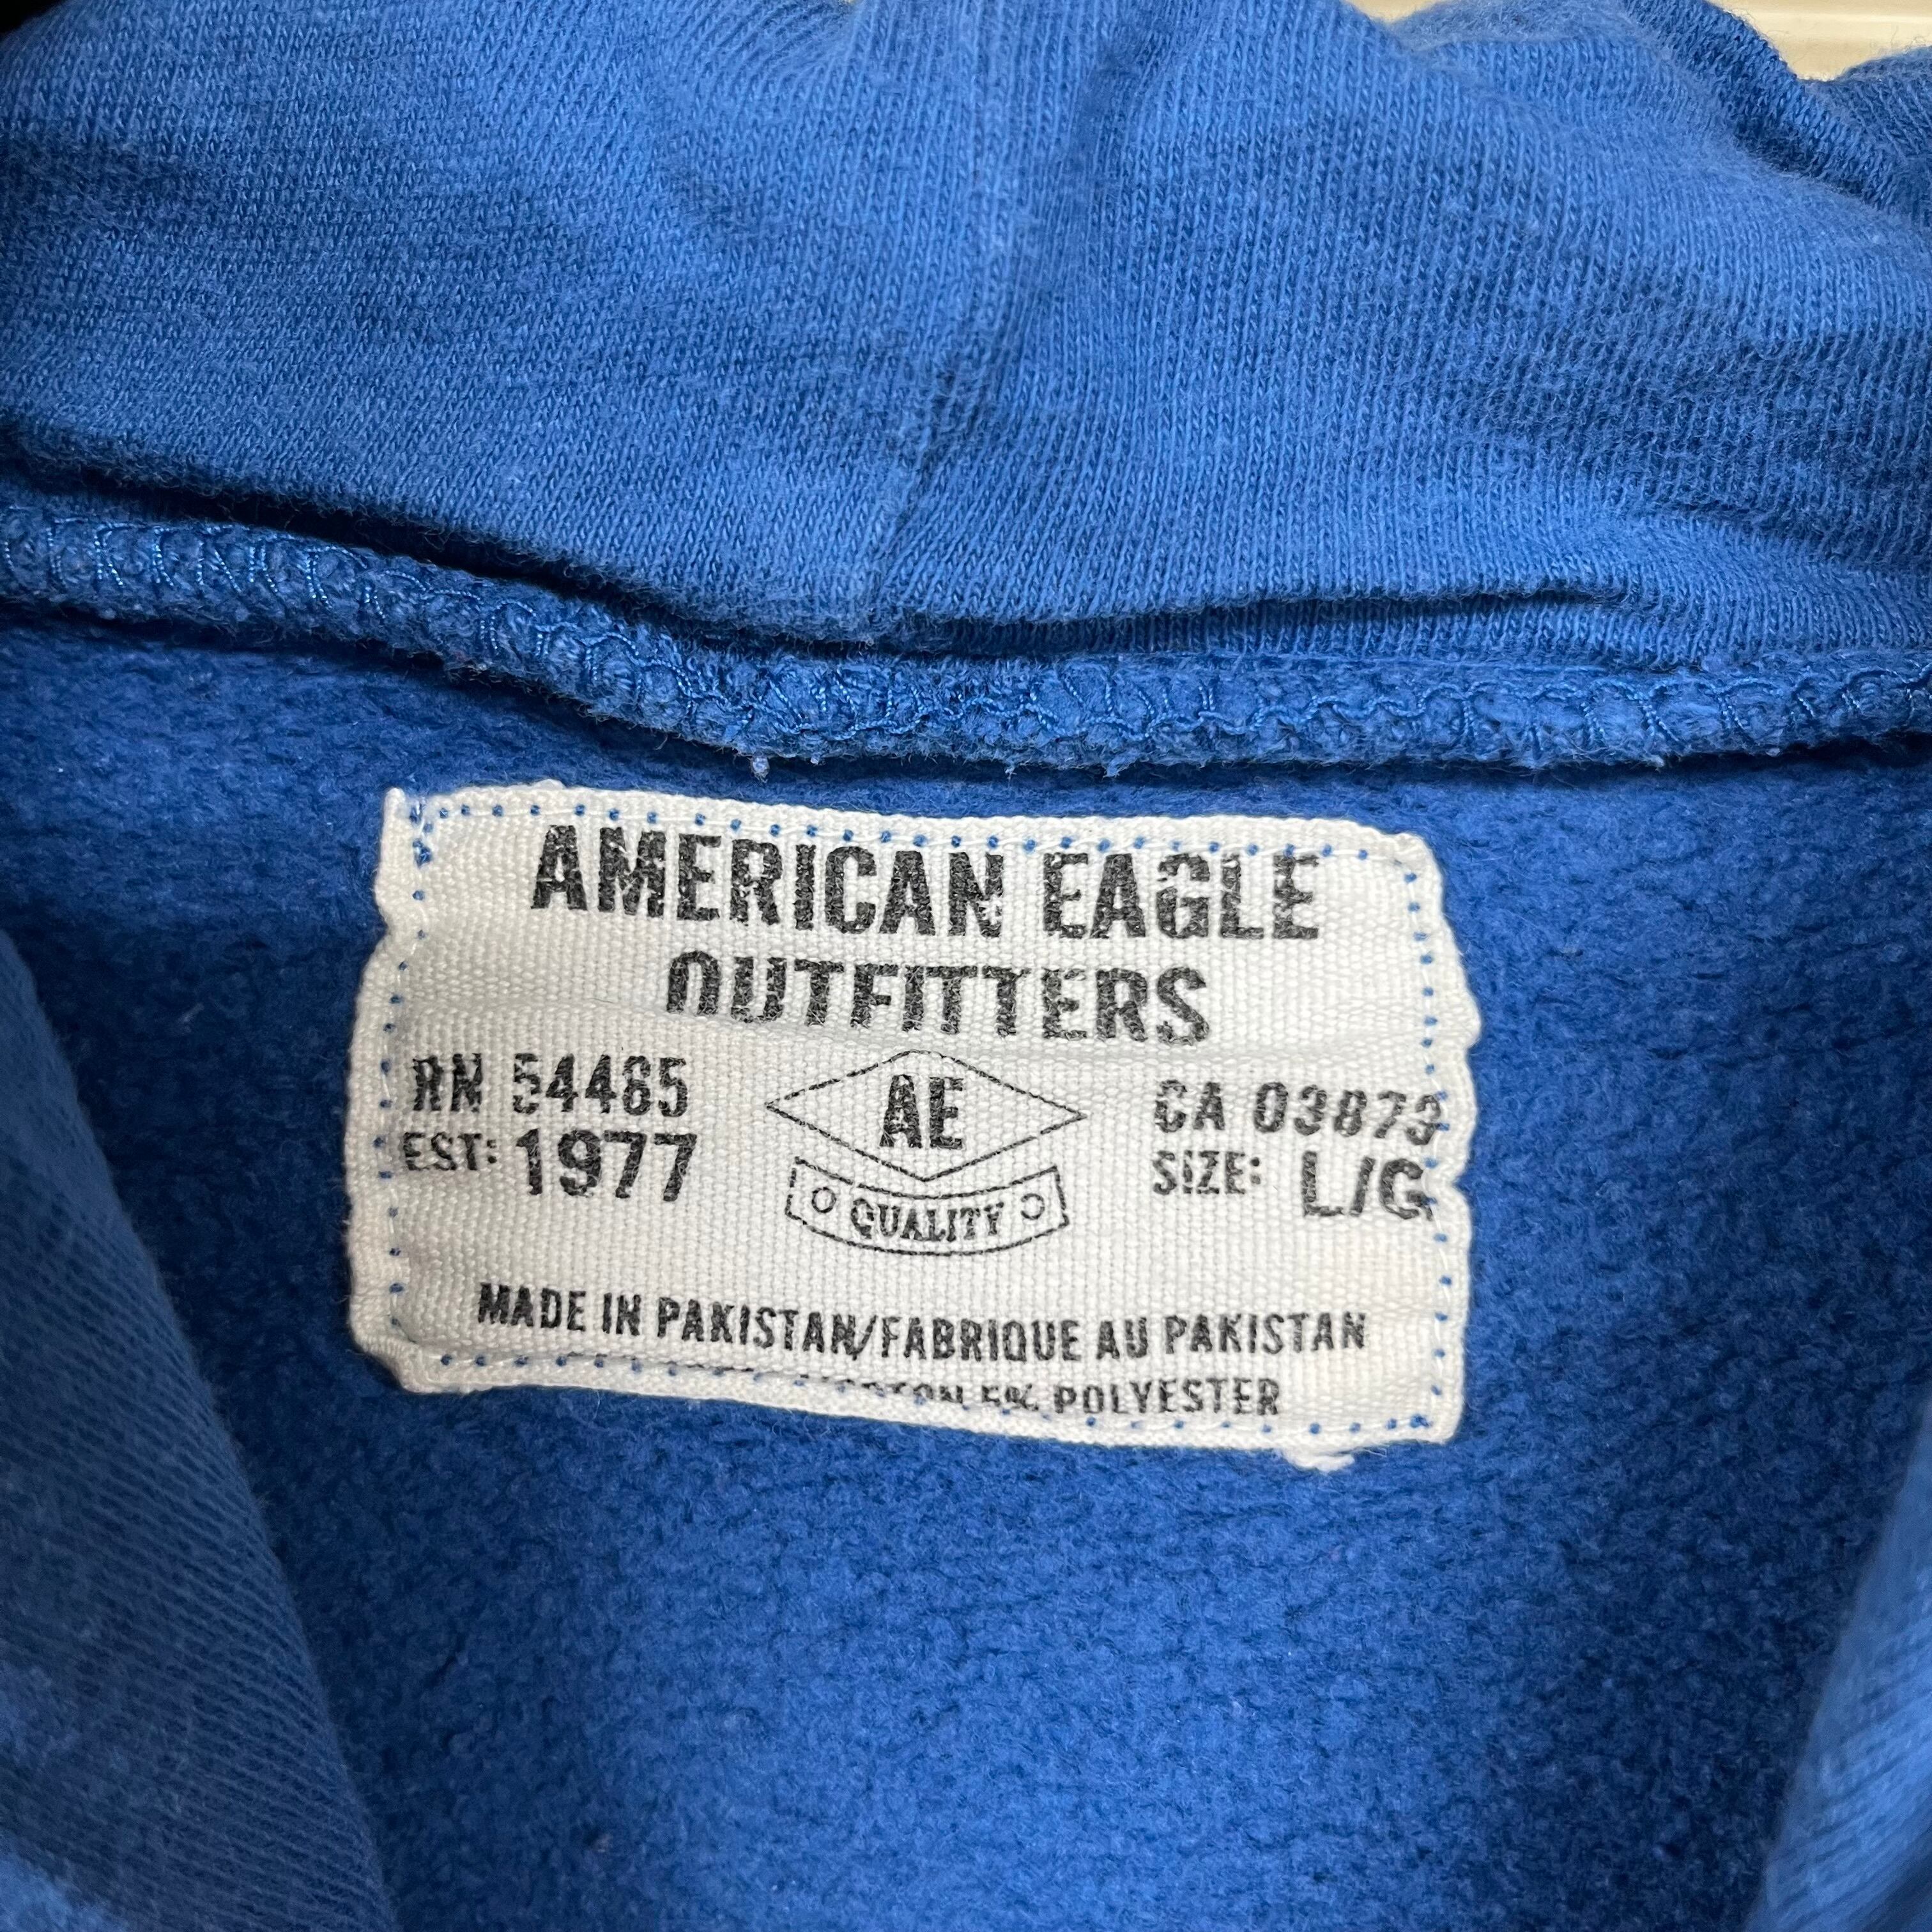 AMERICAN EAGLE
OUTFITTERS
RN 54485
EST: 1977
AE
QUALITY
CA 03873
SIZE: L/G
MADE IN PAKISTAN/FABRIQUE AU PAKISTAN
5% POLYESTER